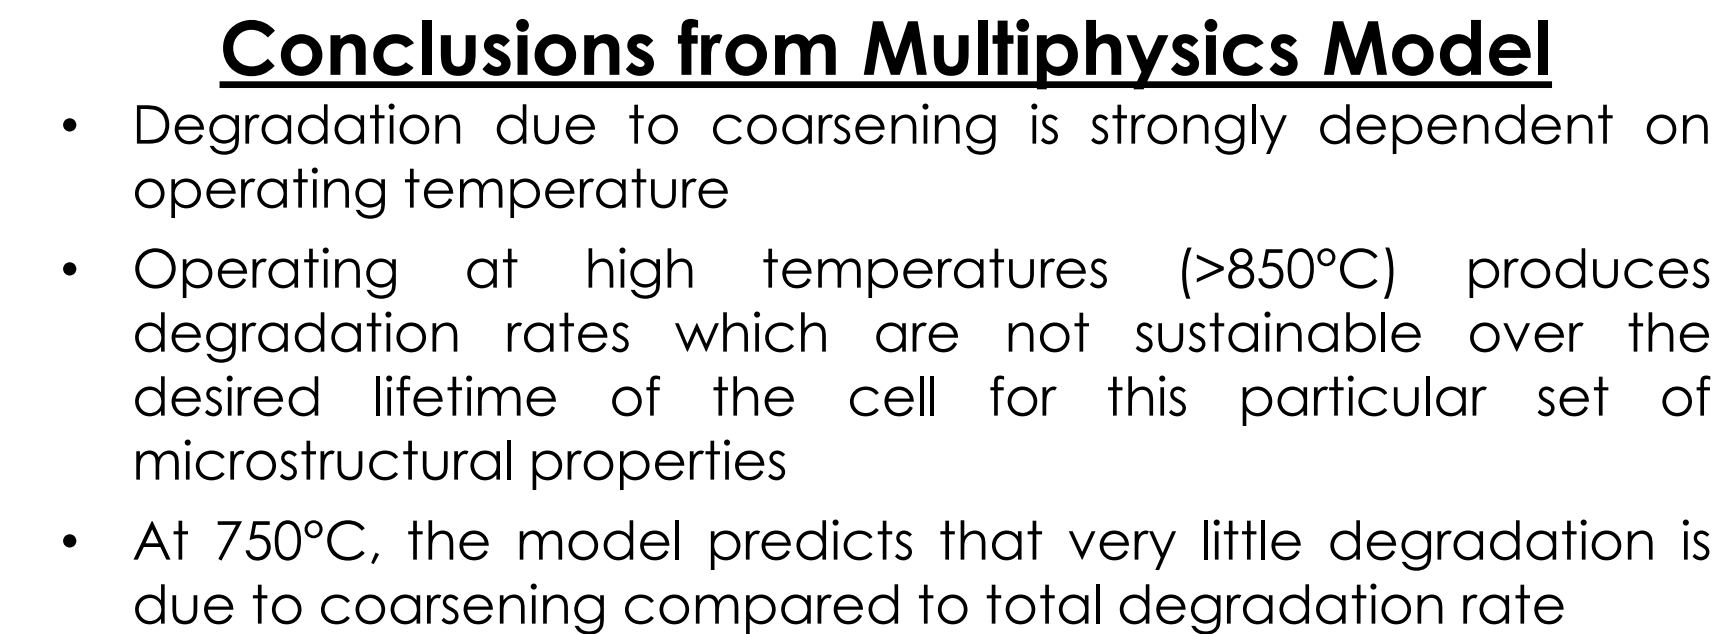 Conclusions from Multiphysics Model
• Degradation due to coarsening is strongly dependent on
operating temperature
• Operating at high temperatures (>850°C) produces
degradation rates which are not sustainable over the
desired lifetime of the cell for this particular set of
microstructural properties
• At 750°C, the model predicts that very little degradation is
due to coarsening compared to total degradation rate